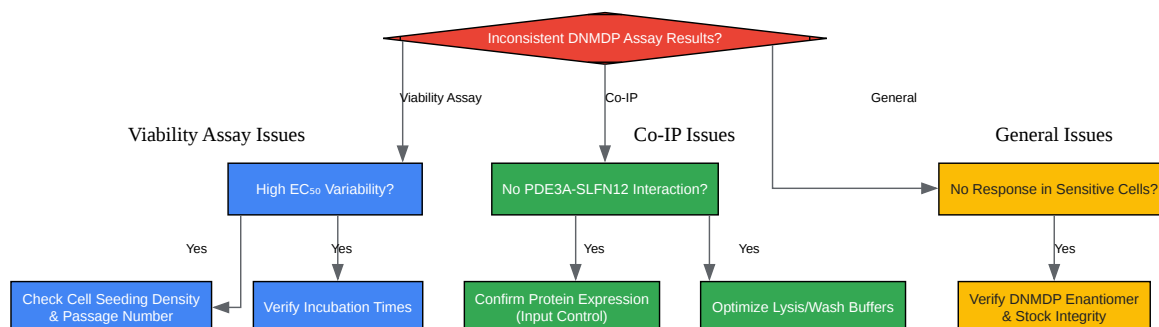 Inconsistent DNMDP Assay Results?
Viability Assay
Co-IP
General
Viability Assay Issues
Co-IP Issues
General Issues
High EC₅₀ Variability?
No PDE3A-SLFN12 Interaction?
No Response in Sensitive Cells?
Yes
Yes
Yes
Yes
Yes
Check Cell Seeding Density
& Passage Number
Verify Incubation Times
Confirm Protein Expression
(Input Control)
Optimize Lysis/Wash Buffers
Verify DNMDP Enantiomer
& Stock Integrity